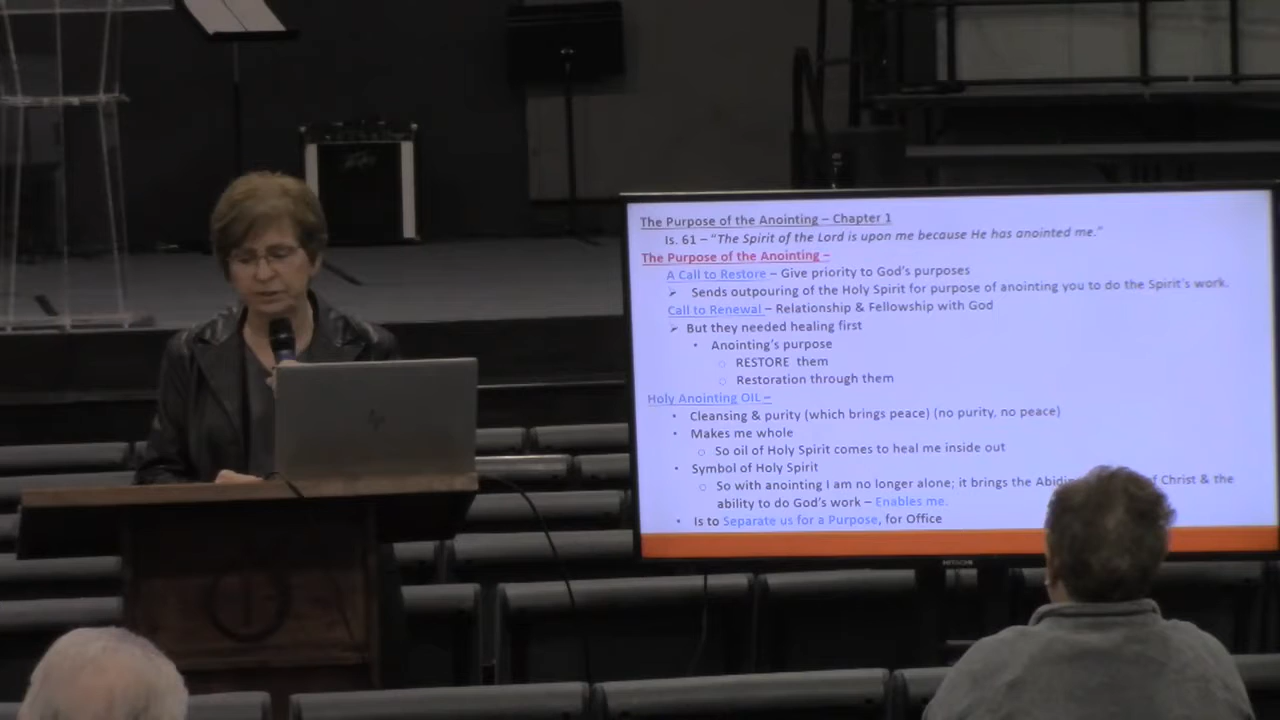 The Purpose of the Anointing – Chapter 1
Is. 61 – “The Spirit of the Lord is upon me because He has anointed me.”
The Purpose of the Anointing –
A Call to Restore – Give priority to God's purposes
➢ Sends outpouring of the Holy Spirit for purpose of anointing you to do the Spirit's work.
Call to Renewal – Relationship & Fellowship with God
➢ But they needed healing first
• Anointing's purpose
○ RESTORE them
○ Restoration through them
Holy Anointing OIL –
• Cleansing & purity (which brings peace) (no purity, no peace)
• Makes me whole
○ So oil of Holy Spirit comes to heal me inside out
• Symbol of Holy Spirit
○ So with anointing I am no longer alone; it brings the of Christ & the
ability to do God's work – Enables me.
• Is to Separate us for a Purpose, for Office
HITACHI
Peavey
hp